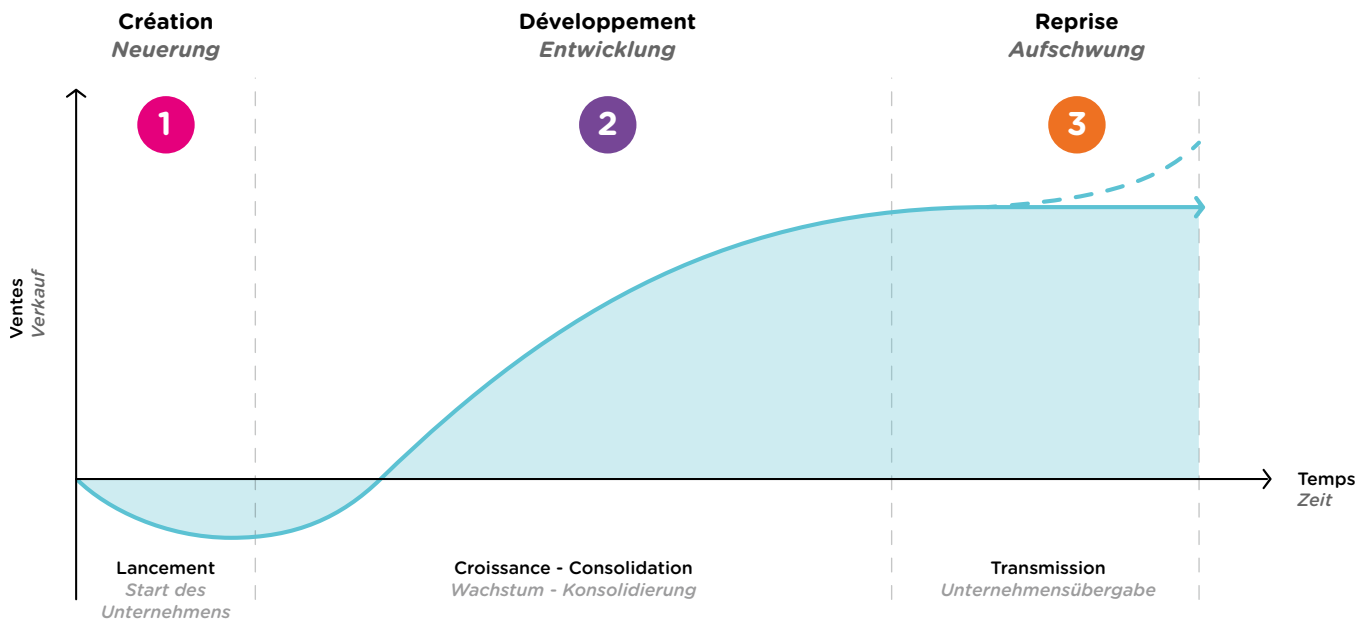 Création
Neuerung
Développement
Entwicklung
Reprise
Aufschwung
1
2
3
Ventes
Verkauf
Temps
Zeit
Lancement
Start des
Unternehmens
Croissance - Consolidation
Wachstum - Konsolidierung
Transmission
Unternehmensübergabe